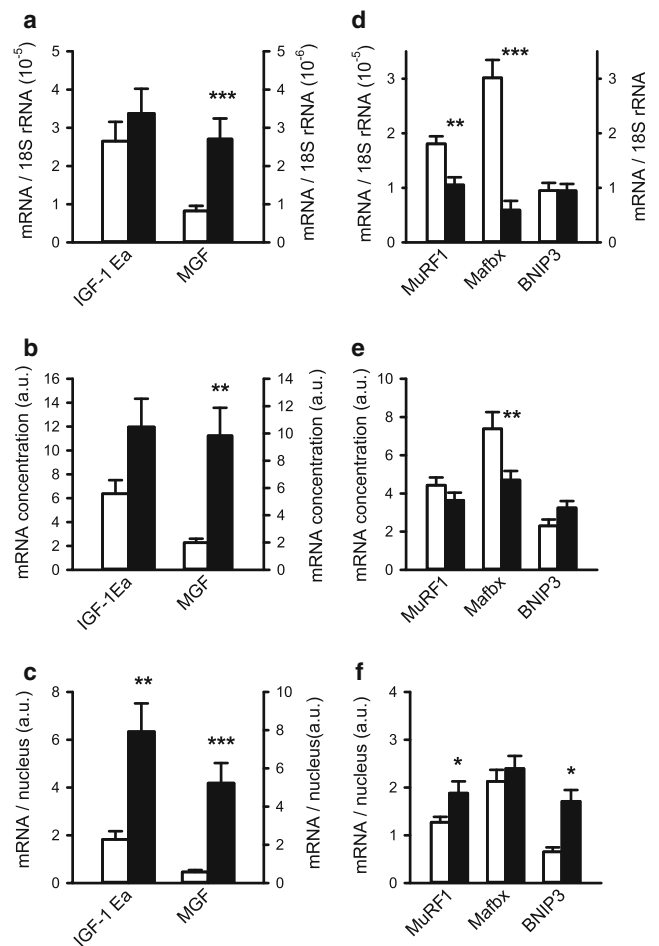 a
mRNA / 18S rRNA (10-5)
5
4
3
2
1
0
***
5
4
3
2
1
0
mRNA / 18S rRNA (10-6)
IGF-1 Ea
MGF
d
mRNA / 18S rRNA (10-5)
3
2
1
0
**
***
3
2
1
0
mRNA / 18S rRNA
MuRF1
Mafbx
BNIP3
b
mRNA concentration (a.u.)
16
14
12
10
8
6
4
2
0
**
14
12
10
8
6
4
2
0
mRNA concentration (a.u.)
IGF-1Ea
MGF
e
mRNA concentration (a.u.)
10
8
6
4
2
0
**
MuRF1
Mafbx
BNIP3
c
mRNA / nucleus (a.u.)
8
6
4
2
0
**
***
10
8
6
4
2
0
mRNA / nucleus(a.u.)
IGF-1 Ea
MGF
f
mRNA / nucleus (a.u.)
4
3
2
1
0
*
*
MuRF1
Mafbx
BNIP3